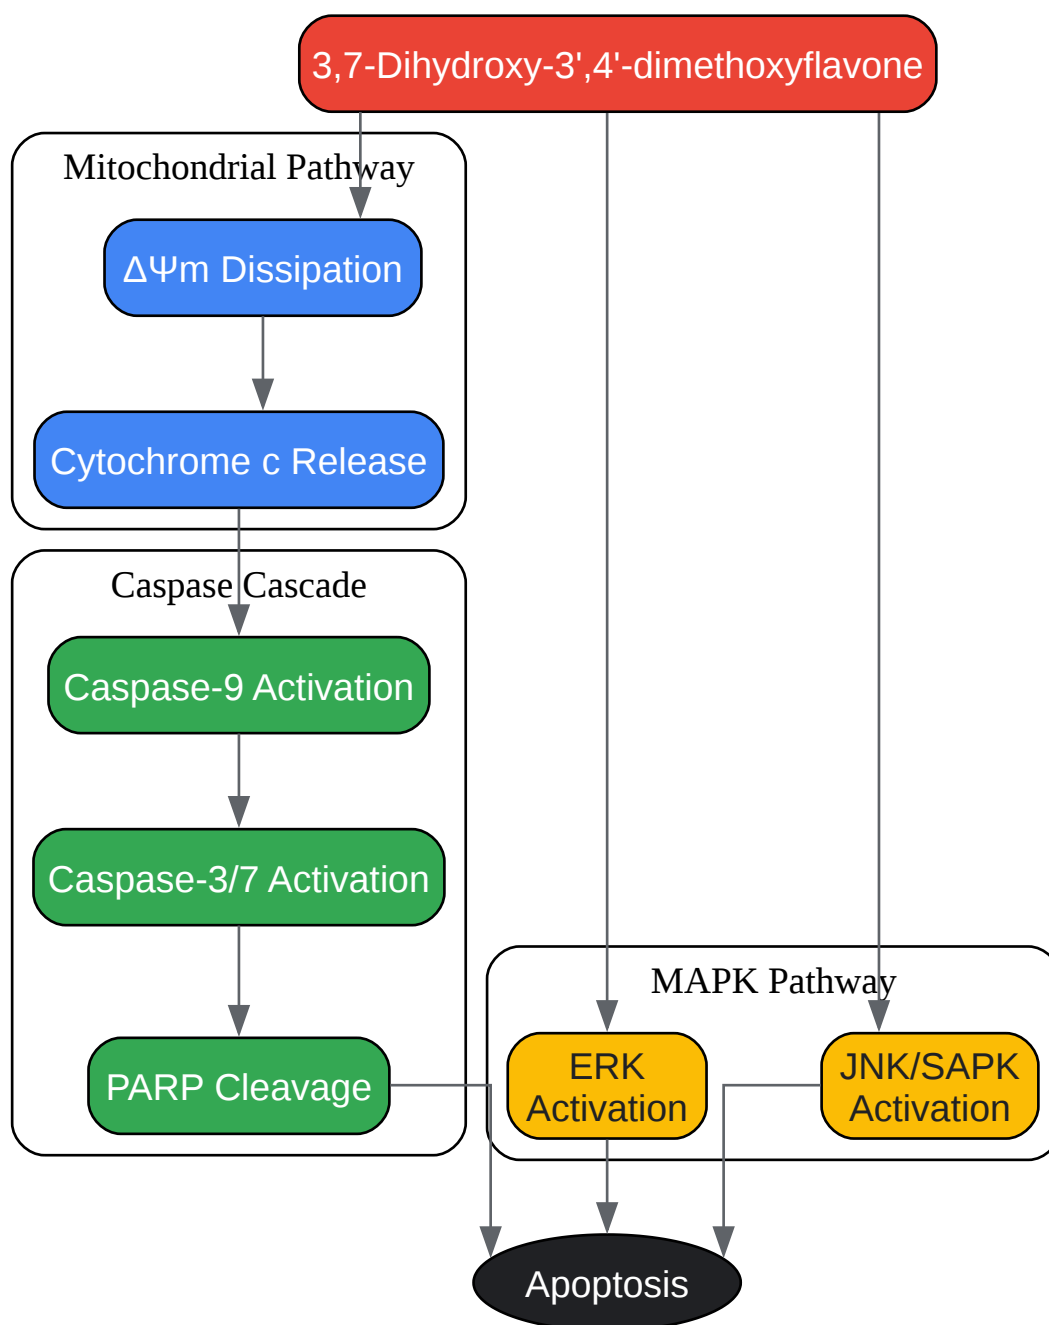 3,7-Dihydroxy-3',4'-dimethoxyflavone
Mitochondrial Pathway
ΔΨm Dissipation
Cytochrome c Release
Caspase Cascade
Caspase-9 Activation
Caspase-3/7 Activation
PARP Cleavage
MAPK Pathway
ERK
Activation
JNK/SAPK
Activation
Apoptosis